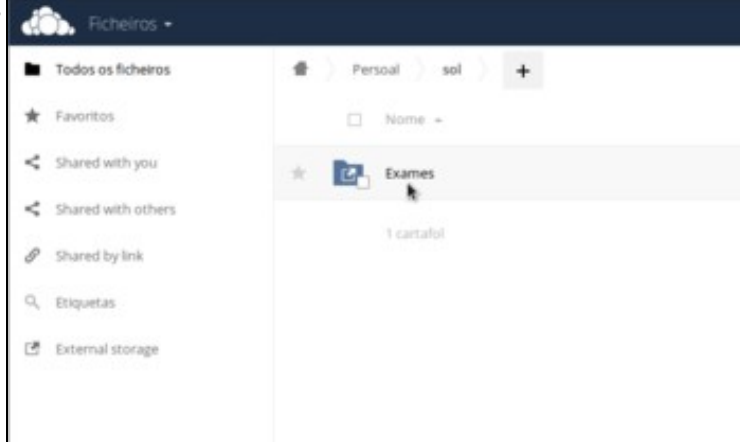 Ficheiros
Todos os ficheiros
Favoritos
Shared with you
Shared with others
Shared by link
Etiquetas
External storage
Persoal sol +
Nome
Exames
1 cartafol